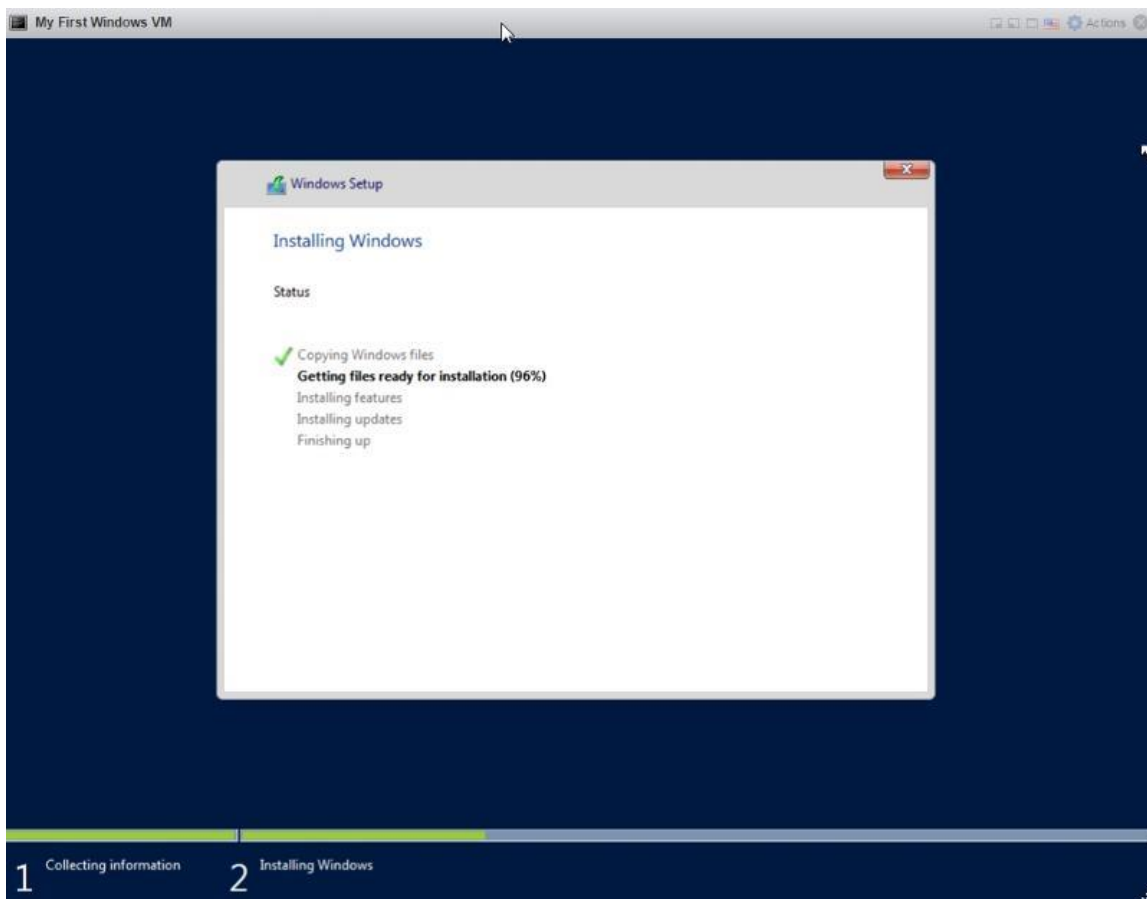 My First Windows VM
Actions
Windows Setup
Installing Windows
Status
Copying Windows files
Getting files ready for installation (96%)
Installing features
Installing updates
Finishing up
1 Collecting information
2 Installing Windows